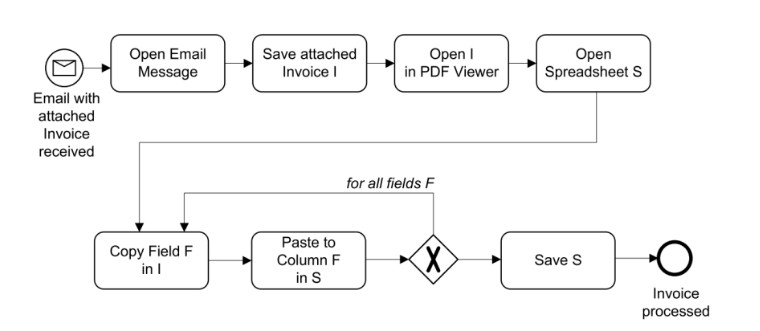 Open Email
Message
Save attached
Invoice I
Open I
in PDF Viewer
Open
Spreadsheet S
Email with
attached
Invoice
received
for all fields F
Copy Field F
in I
Paste to
Column F
in S
X
Save S
Invoice
processed